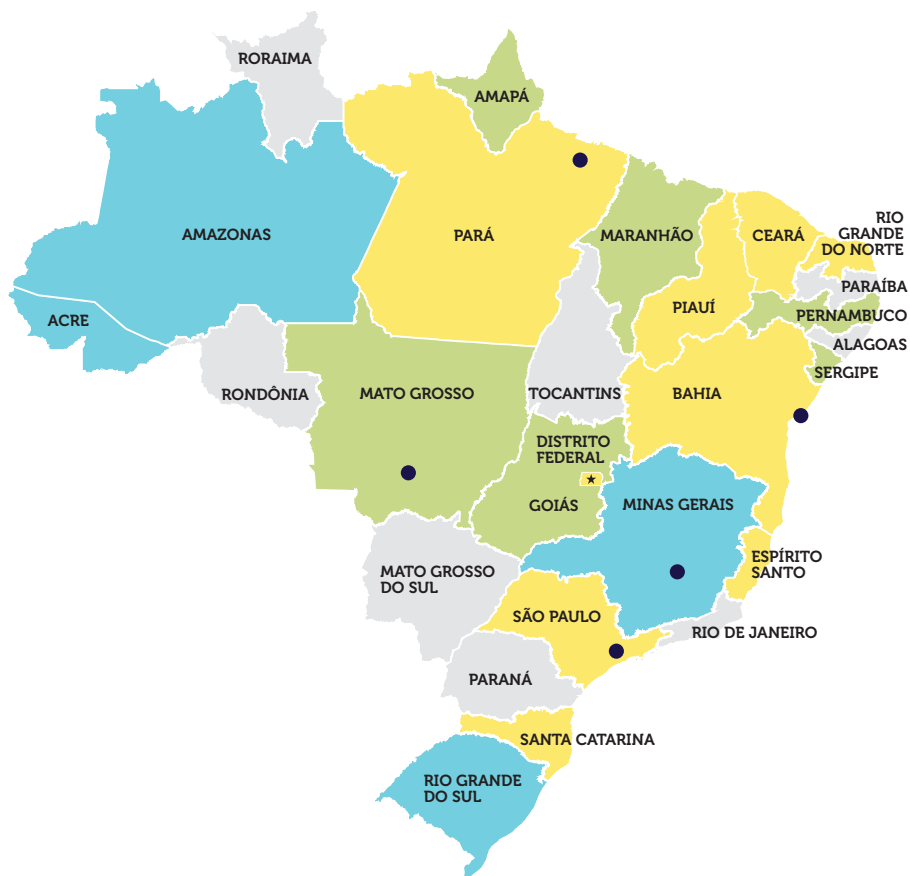 RORAIMA
AMAPÁ
AMAZONAS
PARÁ
MARANHÃO
CEARÁ
RIO
GRANDE
DO NORTE
PARAÍBA
PIAUÍ
PERNAMBUCO
ACRE
ALAGOAS
SERGIPE
RONDÔNIA
MATO GROSSO
TOCANTINS
BAHIA
DISTRITO
FEDERAL
GOIÁS
MINAS GERAIS
ESPÍRITO
SANTO
MATO GROSSO
DO SUL
SÃO PAULO
RIO DE JANEIRO
PARANÁ
SANTA CATARINA
RIO GRANDE
DO SUL